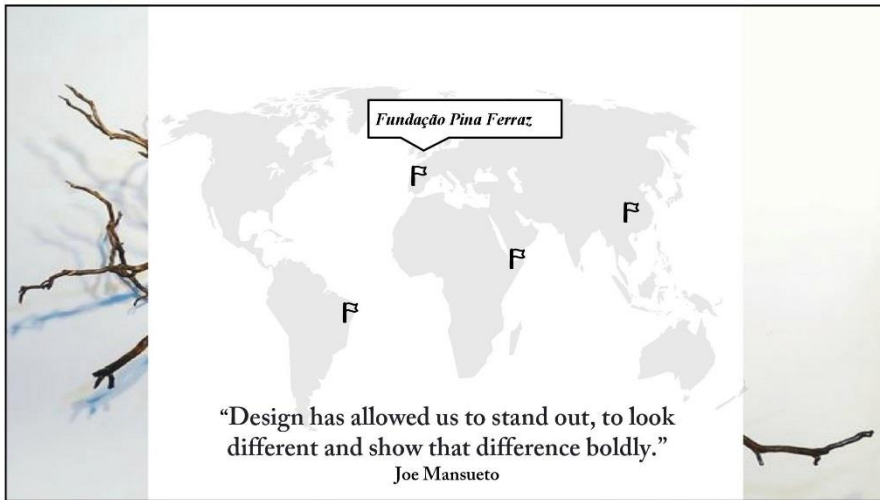 Fundação Pina Ferraz
“Design has allowed us to stand out, to look
different and show that difference boldly.”
Joe Mansueto